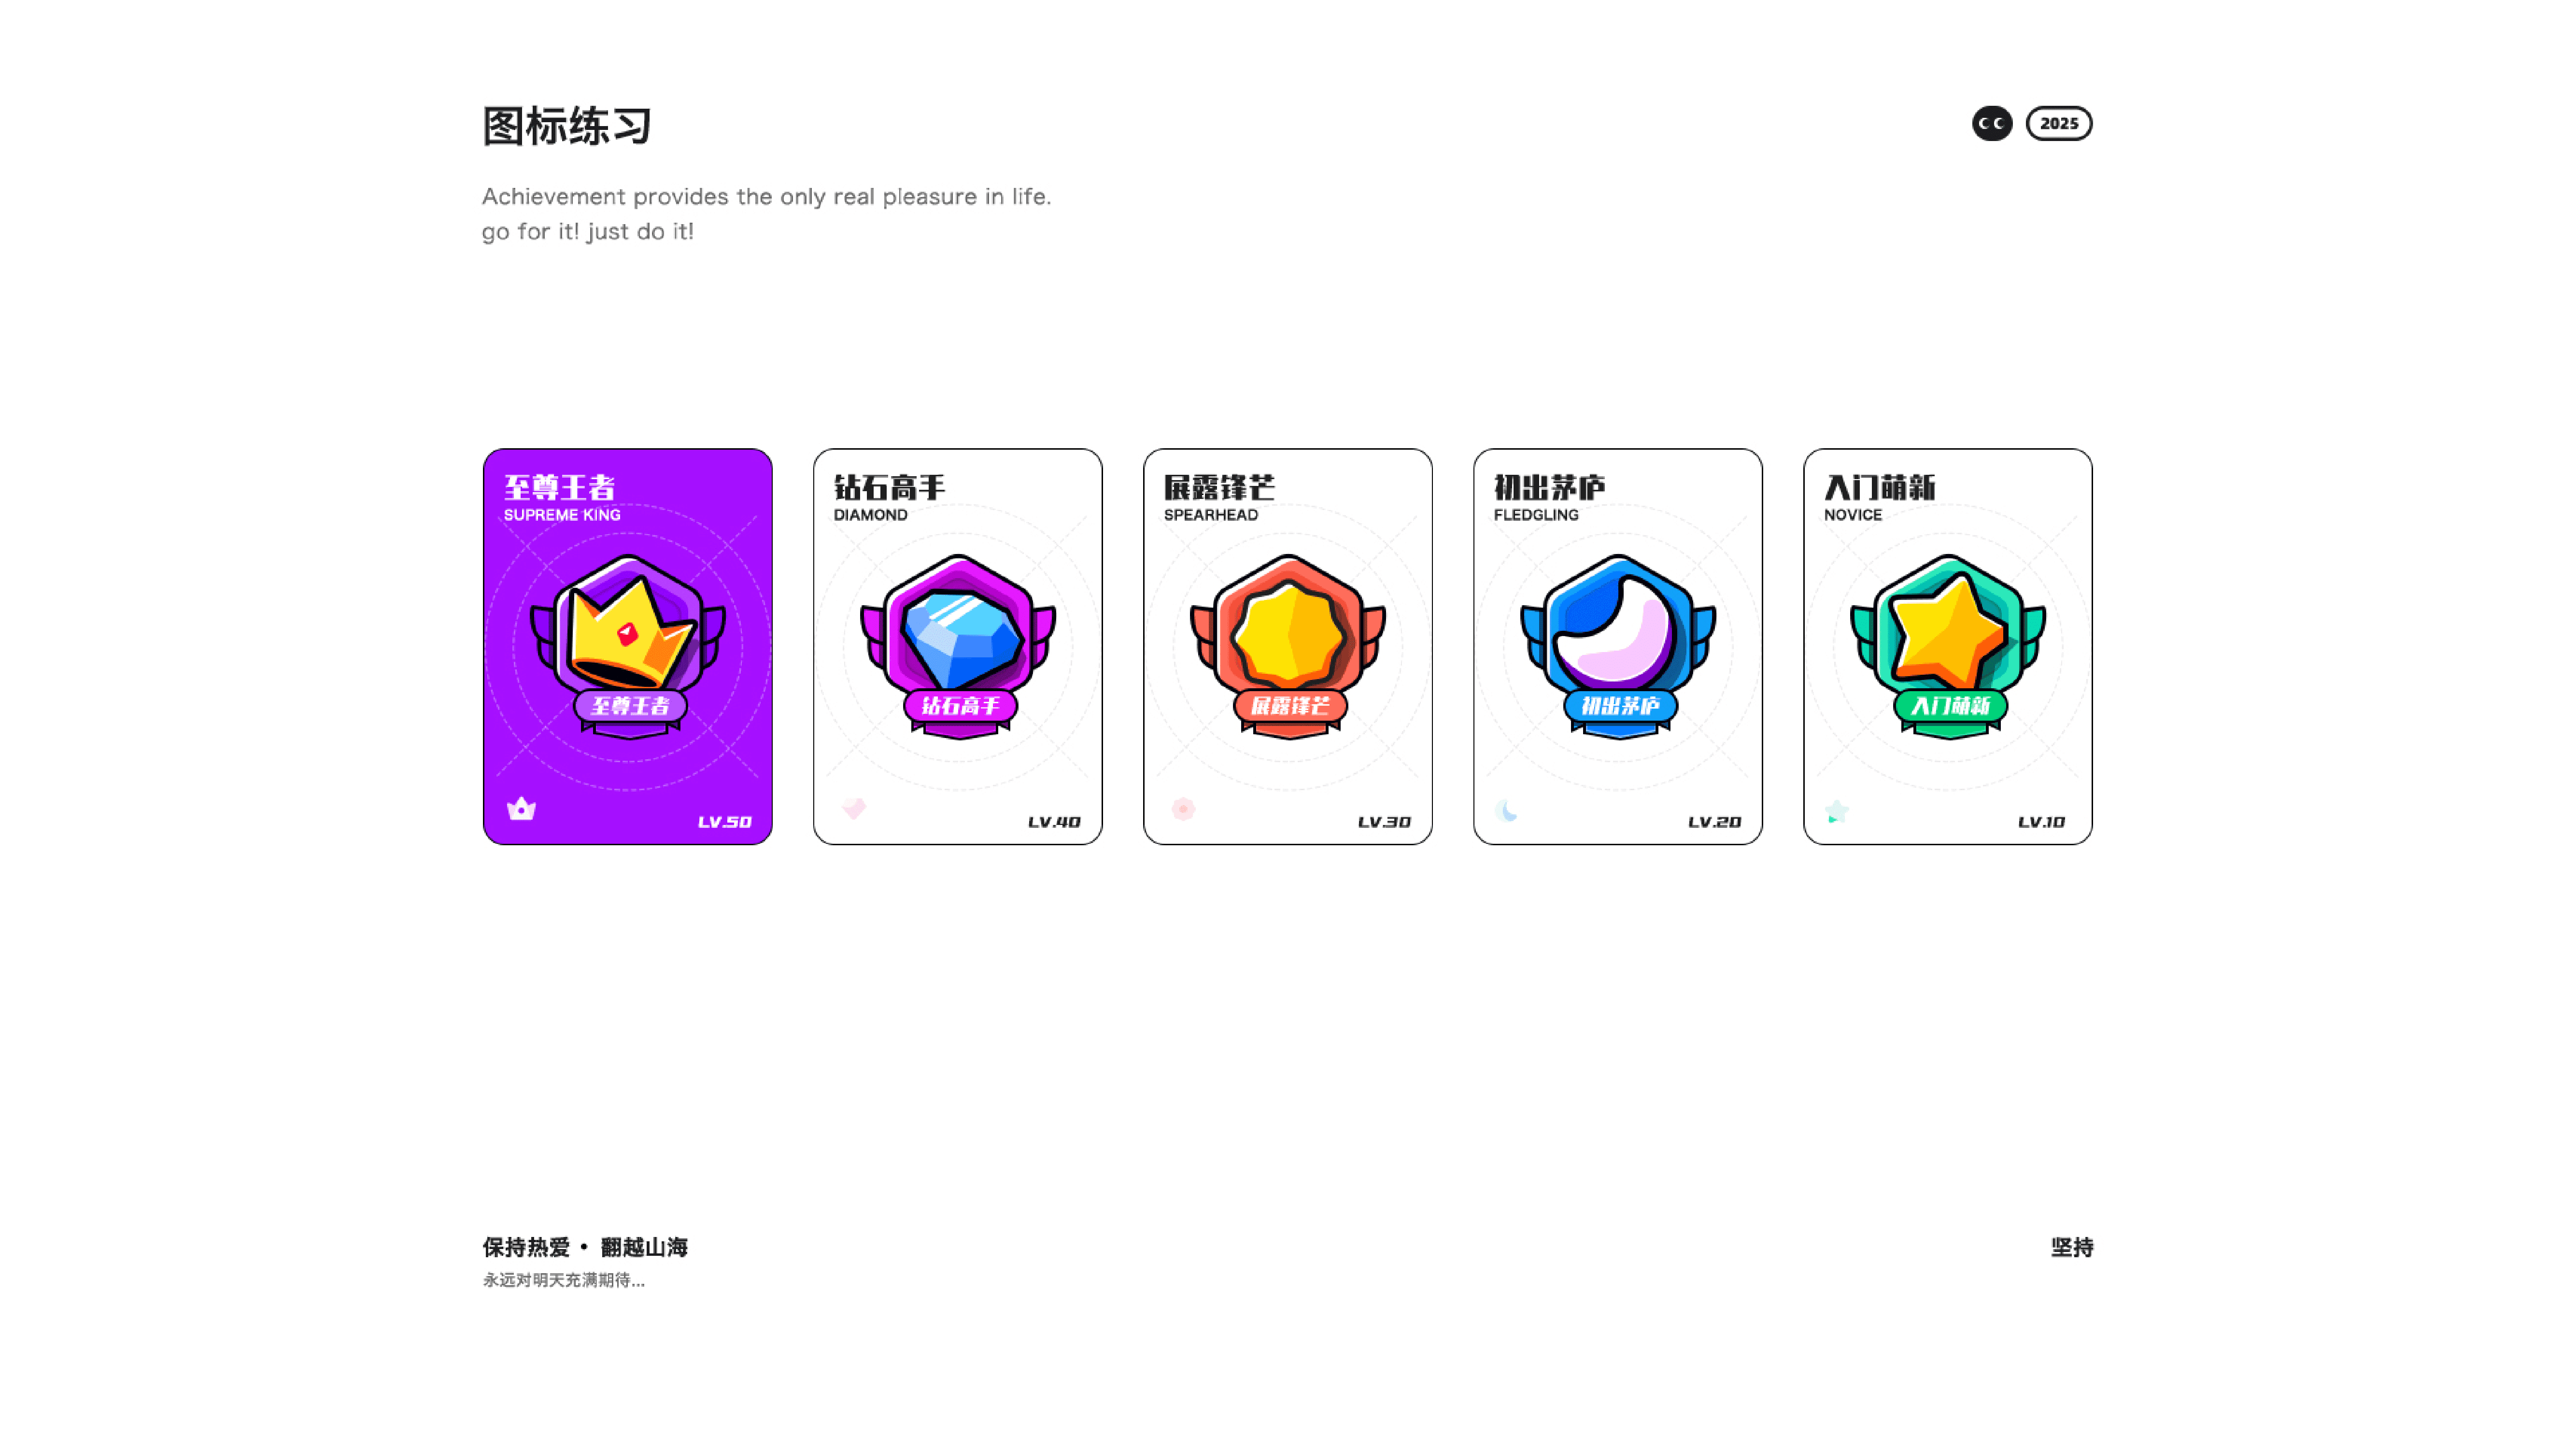 图标练习
2025
Achievement provides the only real pleasure in life.
go for it! just do it!
至尊王者
SUPREME KING
至尊王者
LV.50
钻石高手
DIAMOND
钻石高手
LV.40
展露锋芒
SPEARHEAD
展露锋芒
LV.30
初出茅庐
FLEDGLING
初出茅庐
LV.20
入门萌新
NOVICE
入门萌新
LV.10
保持热爱 • 翻越山海
永远对明天充满期待...
坚持